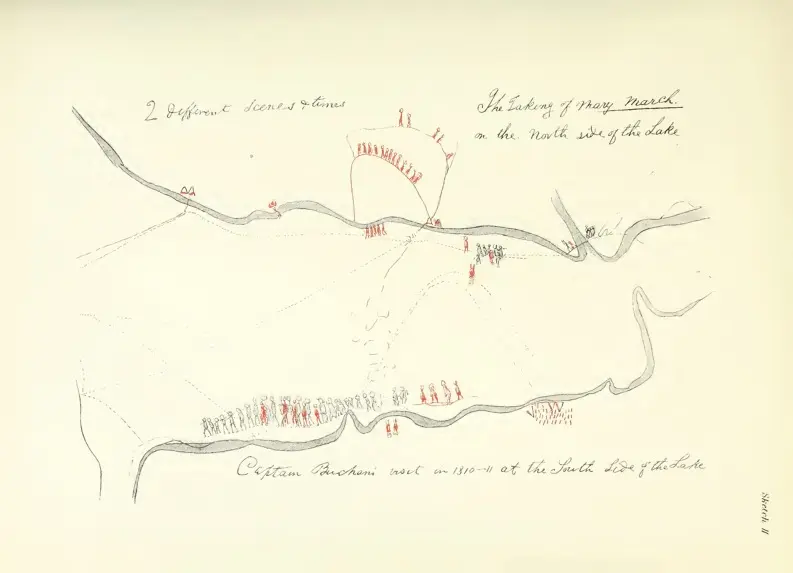 2 different Scenes & times
The Taking of Mary March.
on the North side of the Lake
Captain Buchan's visit in 1810-11 at the South Side of the Lake
Sketch II